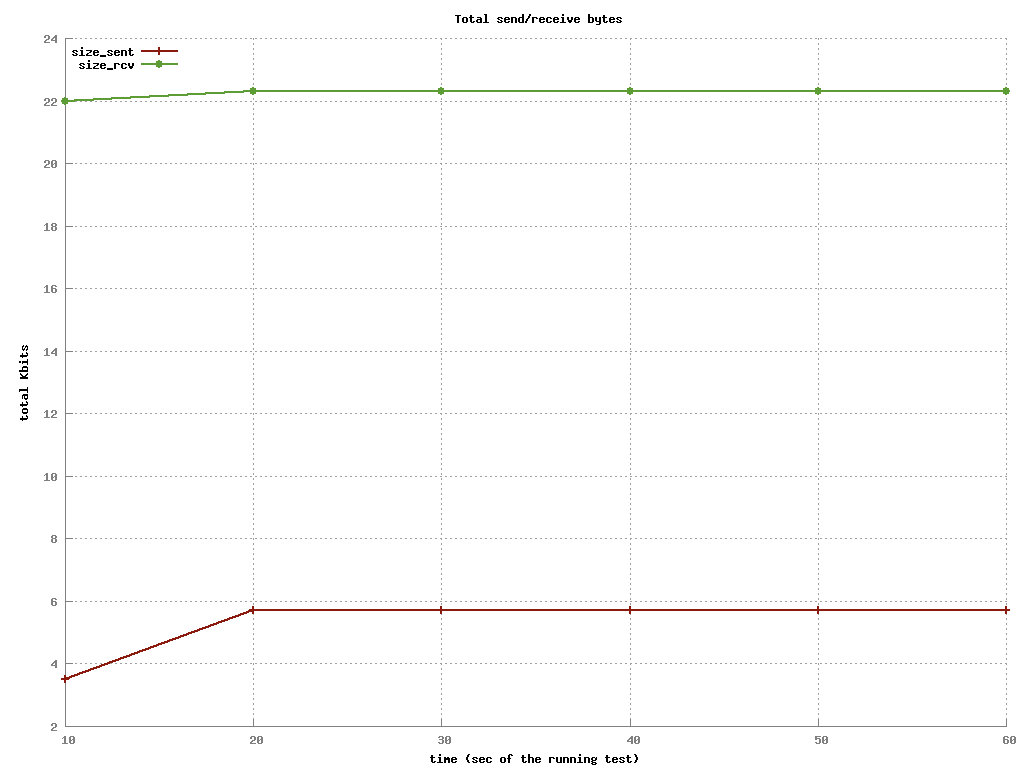 Total send/receive bytes
24
size_sent
size_rcv
22
20
18
16
14
total Kbits
12
10
8
6
4
2
10 20 30 40 50 60
time (sec of the running test)